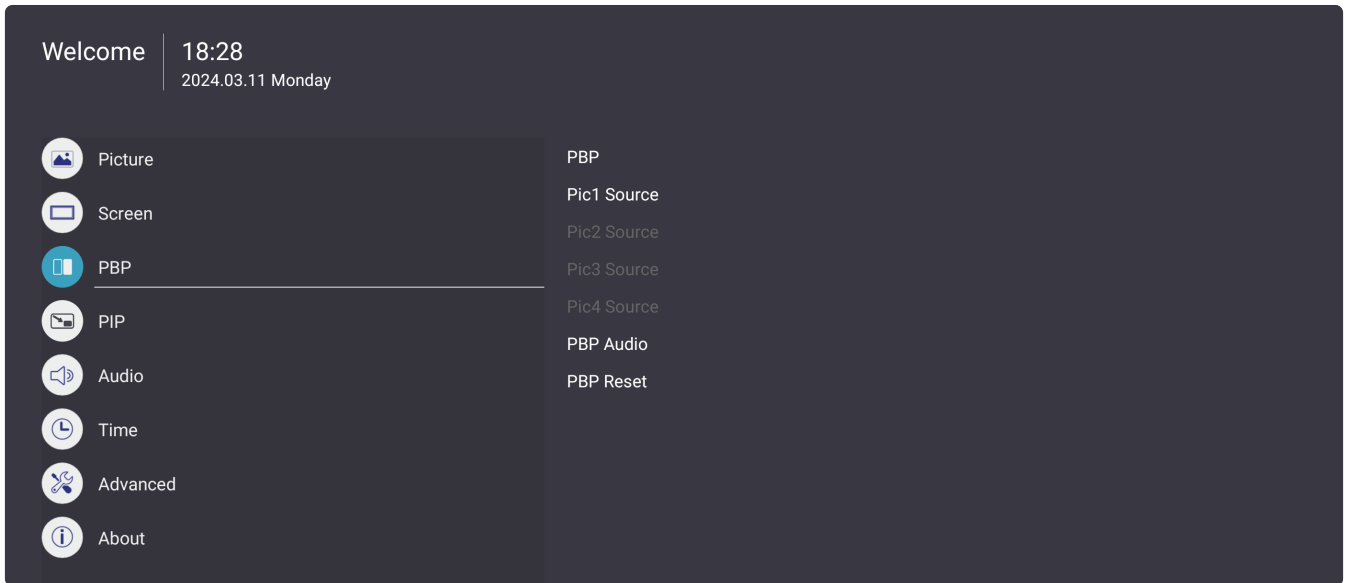 Welcome
18:28
2024.03.11 Monday
Picture
Screen
PBP
PIP
Audio
Time
Advanced
About
PBP
Pic1 Source
Pic2 Source
Pic3 Source
Pic4 Source
PBP Audio
PBP Reset